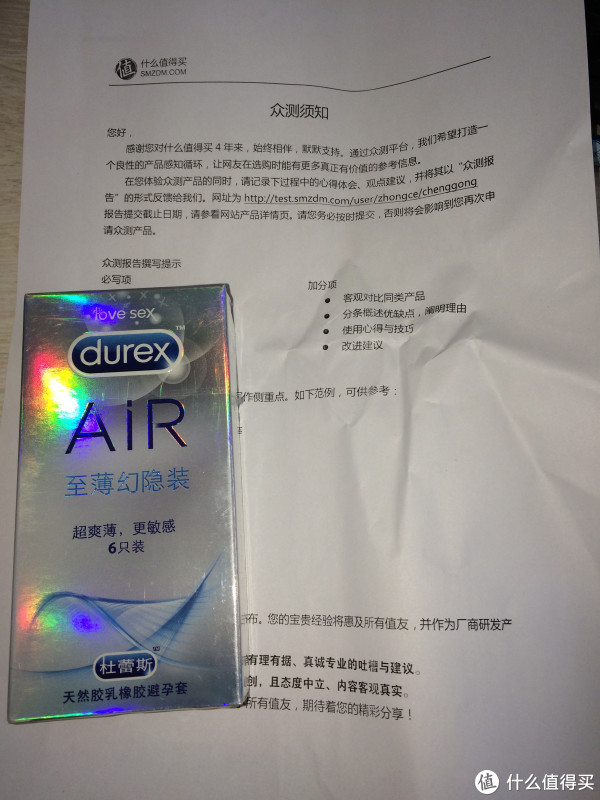 值 什么值得买
SMZDM.COM
众测须知
您好，
感谢您对什么值得买 4 年来，始终相伴，默默支持。通过众测平台，我们希望打造一
个良性的产品感知循环，让网友在选购时能有更多真正有价值的参考信息。
在您体验众测产品的同时，请记录下过程中的心得体会、观点建议，并将其以“众测报
告”的形式反馈给我们。网址为 http://test.smzdm.com/user/zhongce/chenggong
报告提交截止日期，请参看网站产品详情页。请您务必按时提交，否则将会影响到您再次申
请众测产品。
众测报告撰写提示
必写项
加分项
● 客观对比同类产品
● 分条概述优缺点，阐明理由
● 使用心得与技巧
● 改进建议
作侧重点。如下范例，可供参考：
布。您的宝贵经验将惠及所有值友，并作为厂商研发产
有理有据、真诚专业的吐槽与建议。
创，且态度中立、内容客观真实。
所有值友，期待着您的精彩分享！
love sex
durex™
AiR
至薄幻隐装
超爽薄，更敏感
6只装
杜蕾斯™
天然胶乳橡胶避孕套
值 什么值得买